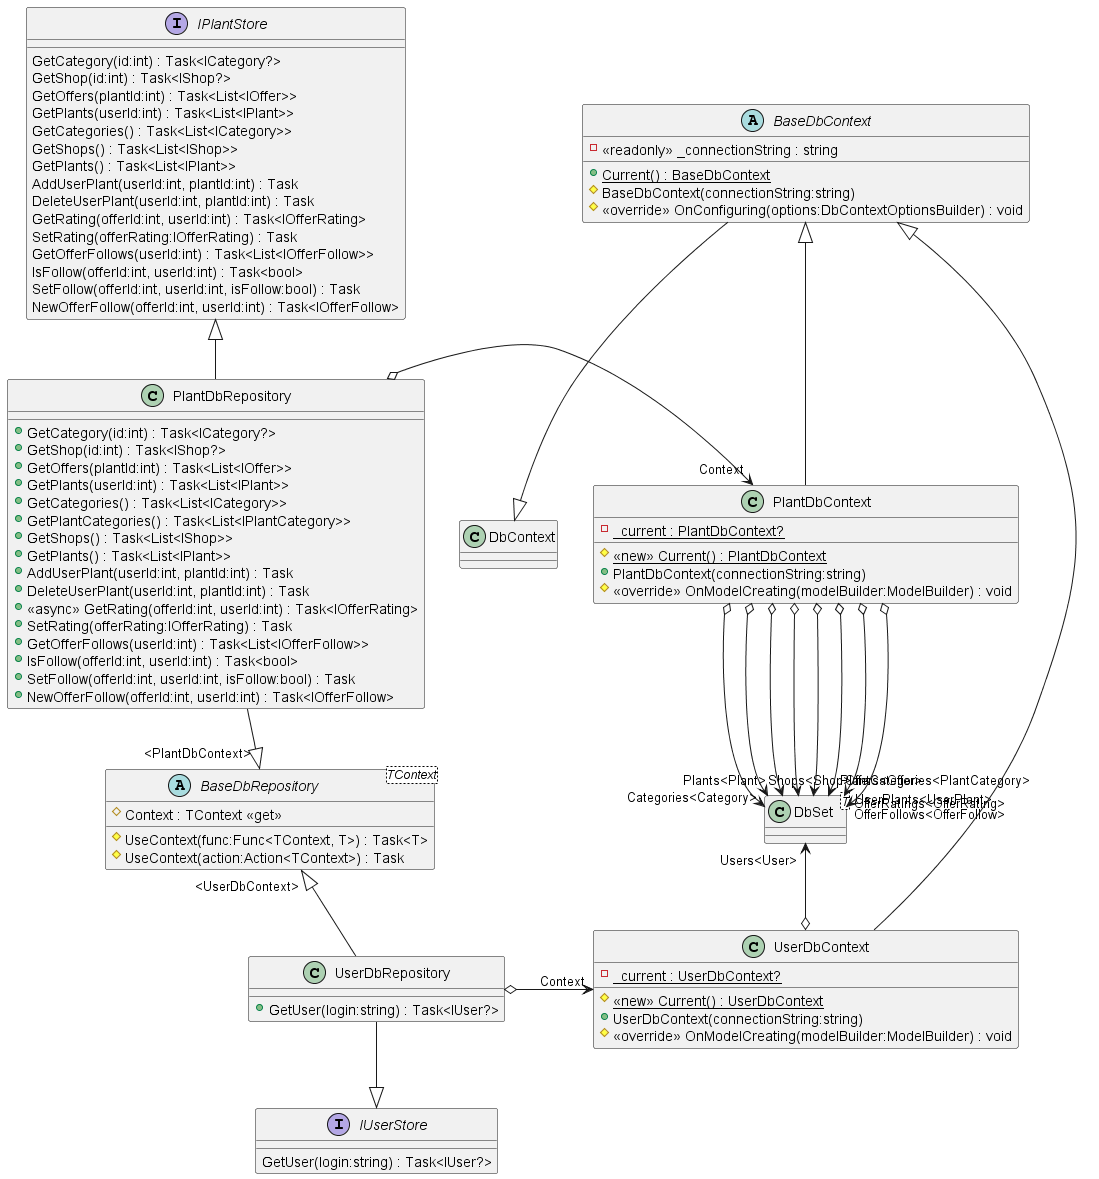 IPlantStore
GetCategory(id:int) : Task<ICategory?>
GetShop(id:int) : Task<IShop?>
GetOffers(plantId:int) : Task<List<IOffer>>
GetPlants(userId:int) : Task<List<IPlant>>
GetCategories() : Task<List<ICategory>>
GetShops() : Task<List<IShop>>
GetPlants() : Task<List<IPlant>>
AddUserPlant(userId:int, plantId:int) : Task
DeleteUserPlant(userId:int, plantId:int) : Task
GetRating(offerId:int, userId:int) : Task<IOfferRating>
SetRating(offerRating:IOfferRating) : Task
GetOfferFollows(userId:int) : Task<List<IOfferFollow>>
IsFollow(offerId:int, userId:int) : Task<bool>
SetFollow(offerId:int, userId:int, isFollow:bool) : Task
NewOfferFollow(offerId:int, userId:int) : Task<IOfferFollow>
BaseDbContext
«readonly» _connectionString : string
Current() : BaseDbContext
BaseDbContext(connectionString:string)
«override» OnConfiguring(options:DbContextOptionsBuilder) : void
PlantDbRepository
GetCategory(id:int) : Task<ICategory?>
GetShop(id:int) : Task<IShop?>
GetOffers(plantId:int) : Task<List<IOffer>>
GetPlants(userId:int) : Task<List<IPlant>>
GetCategories() : Task<List<ICategory>>
GetPlantCategories() : Task<List<IPlantCategory>>
GetShops() : Task<List<IShop>>
GetPlants() : Task<List<IPlant>>
AddUserPlant(userId:int, plantId:int) : Task
DeleteUserPlant(userId:int, plantId:int) : Task
«async» GetRating(offerId:int, userId:int) : Task<IOfferRating>
SetRating(offerRating:IOfferRating) : Task
GetOfferFollows(userId:int) : Task<List<IOfferFollow>>
IsFollow(offerId:int, userId:int) : Task<bool>
SetFollow(offerId:int, userId:int, isFollow:bool) : Task
NewOfferFollow(offerId:int, userId:int) : Task<IOfferFollow>
Context
DbContext
PlantDbContext
_current : PlantDbContext?
«new» Current() : PlantDbContext
PlantDbContext(connectionString:string)
«override» OnModelCreating(modelBuilder:ModelBuilder) : void
<PlantDbContext>
BaseDbRepository
TContext
Context : TContext «get»
UseContext(func:Func<TContext, T>) : Task<T>
UseContext(action:Action<TContext>) : Task
<UserDbContext>
Plants<Plant>
Categories<Category>
UserPlants<UserPlant>
OfferRatings<OfferRating>
OfferFollows<OfferFollow>
DbSet
Users<User>
UserDbRepository
GetUser(login:string) : Task<IUser?>
Context
UserDbContext
_current : UserDbContext?
«new» Current() : UserDbContext
UserDbContext(connectionString:string)
«override» OnModelCreating(modelBuilder:ModelBuilder) : void
IUserStore
GetUser(login:string) : Task<IUser?>